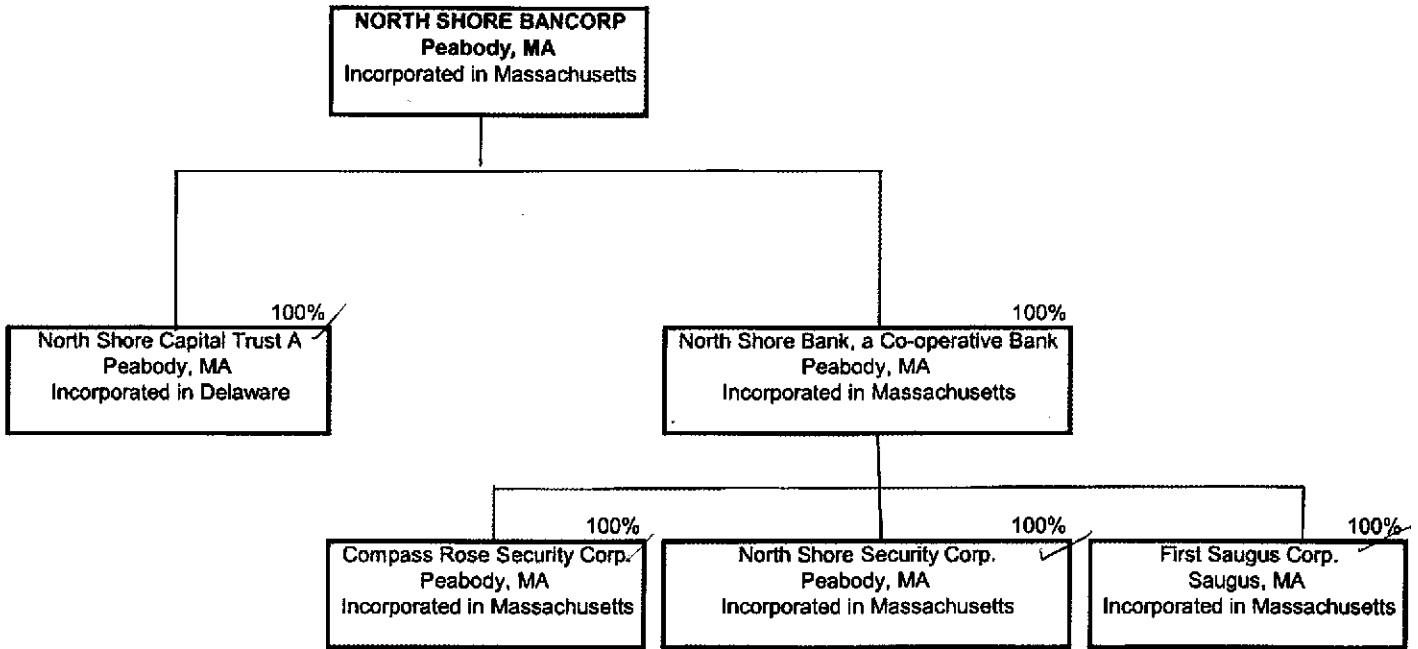 NORTH SHORE BANCORP
Peabody, MA
Incorporated in Massachusetts
100%
North Shore Capital Trust A
Peabody, MA
Incorporated in Delaware
100%
North Shore Bank, a Co-operative Bank
Peabody, MA
Incorporated in Massachusetts
100%
Compass Rose Security Corp.
Peabody, MA
Incorporated in Massachusetts
100%
North Shore Security Corp.
Peabody, MA
Incorporated in Massachusetts
100%
First Saugus Corp.
Saugus, MA
Incorporated in Massachusetts